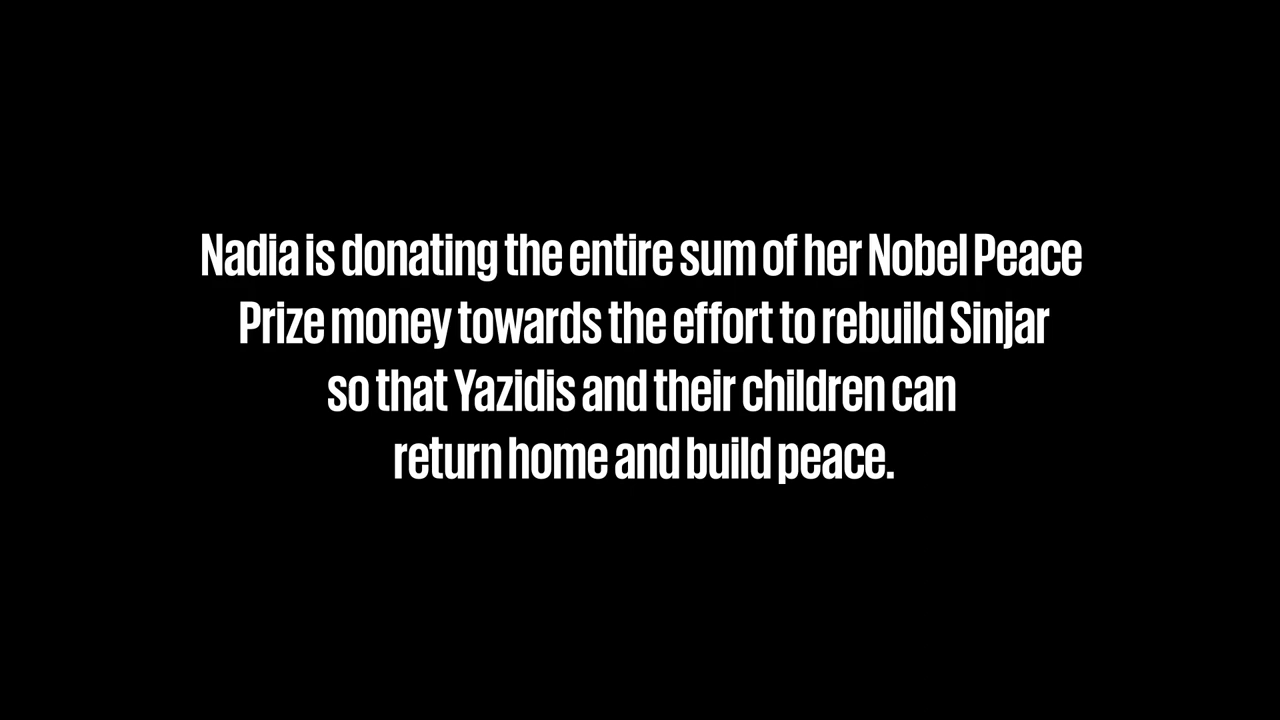 Nadia is donating the entire sum of her Nobel Peace
Prize money towards the effort to rebuild Sinjar
so that Yazidis and their children can
return home and build peace.